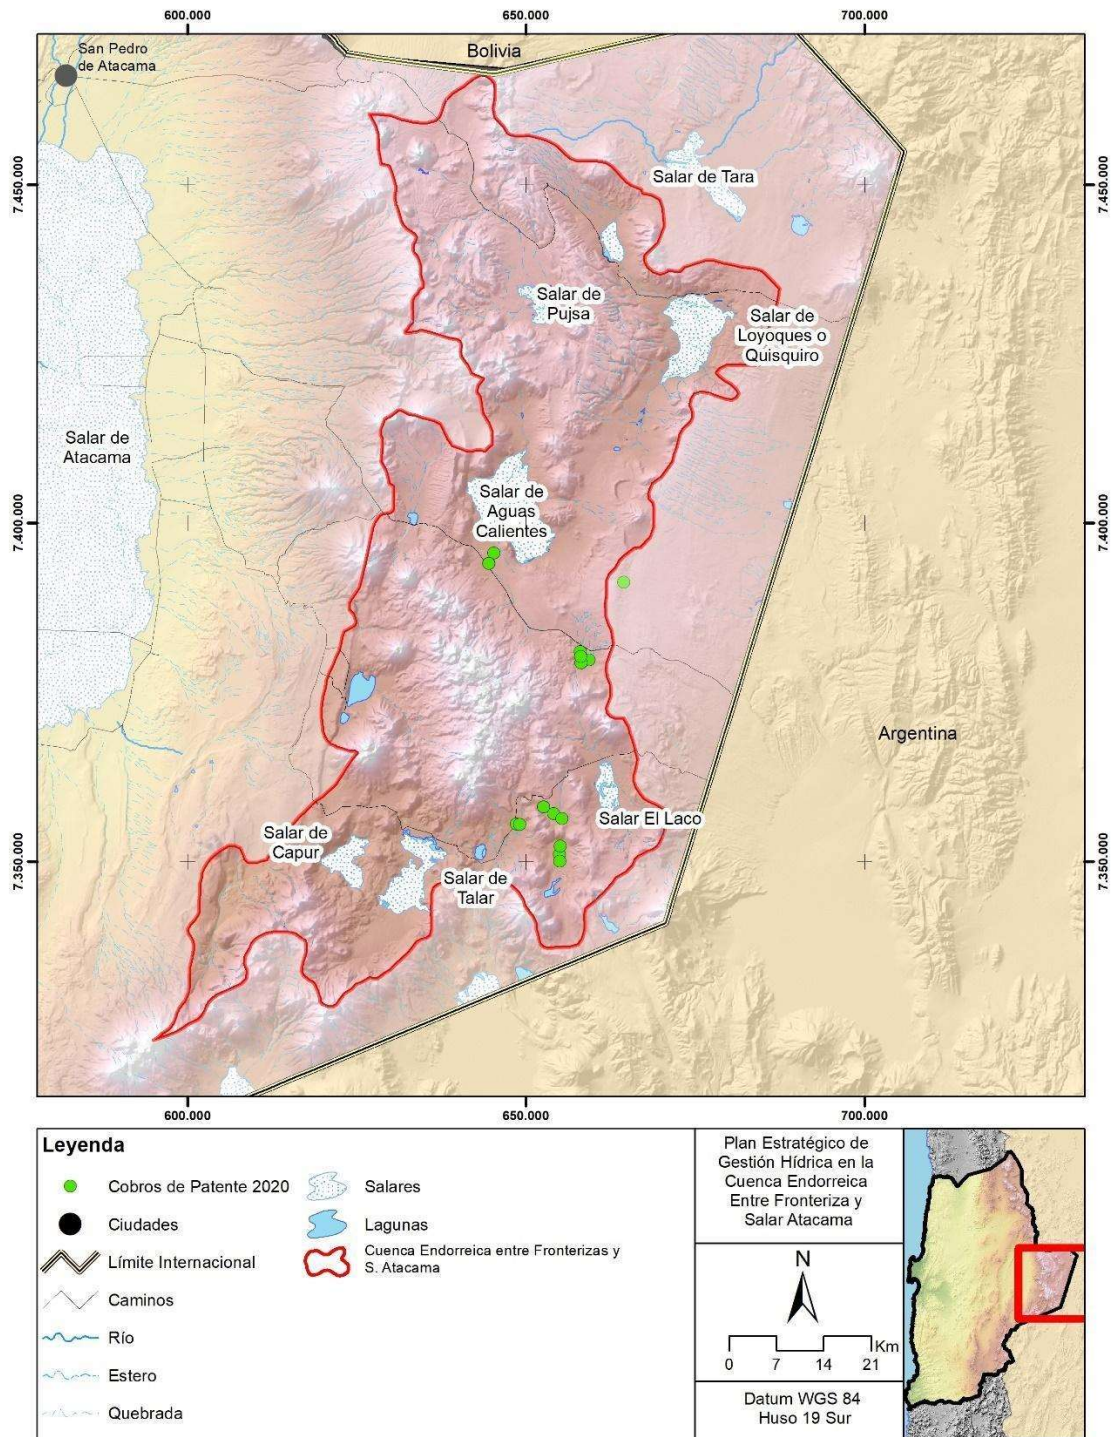 600.000
650.000
700.000
San Pedro
de Atacama
Bolivia
7.450.000
7.450.000
Salar de Tara
Salar de
Pujsa
Salar de
Loyoques o
Quisquiro
Salar de
Atacama
Salar de
Aguas
Calientes
7.400.000
7.400.000
Argentina
Salar El Laco
Salar de
Capur
Salar de
Talar
7.350.000
7.350.000
600.000
650.000
700.000
Leyenda
Cobros de Patente 2020
Ciudades
Límite Internacional
Caminos
Río
Estero
Quebrada
Salares
Lagunas
Cuenca Endorreica entre Fronterizas y
S. Atacama
Plan Estratégico de
Gestión Hídrica en la
Cuenca Endorreica
Entre Fronteriza y
Salar Atacama
N
Km
0 7 14 21
Datum WGS 84
Huso 19 Sur